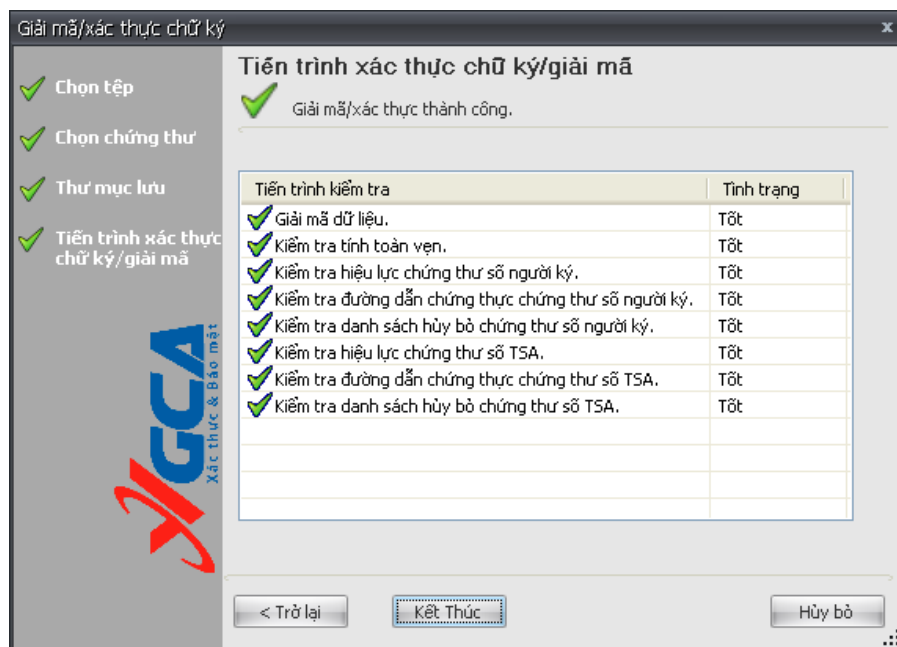 Giải mã/xác thực chữ ký
x
Chọn tệp
Chọn chứng thư
Thư mục lưu
Tiến trình xác thực
chữ ký/giải mã
VGCA
Xác thực & Bảo mật
Tiến trình xác thực chữ ký/giải mã
Giải mã/xác thực thành công.
Tiến trình kiểm tra Tình trạng
Giải mã dữ liệu. Tốt
Kiểm tra tính toàn vẹn. Tốt
Kiểm tra hiệu lực chứng thư số người ký. Tốt
Kiểm tra đường dẫn chứng thực chứng thư số người ký. Tốt
Kiểm tra danh sách hủy bỏ chứng thư số người ký. Tốt
Kiểm tra hiệu lực chứng thư số TSA. Tốt
Kiểm tra đường dẫn chứng thực chứng thư số TSA. Tốt
Kiểm tra danh sách hủy bỏ chứng thư số TSA. Tốt
< Trở lại
Kết Thúc
Hủy bỏ